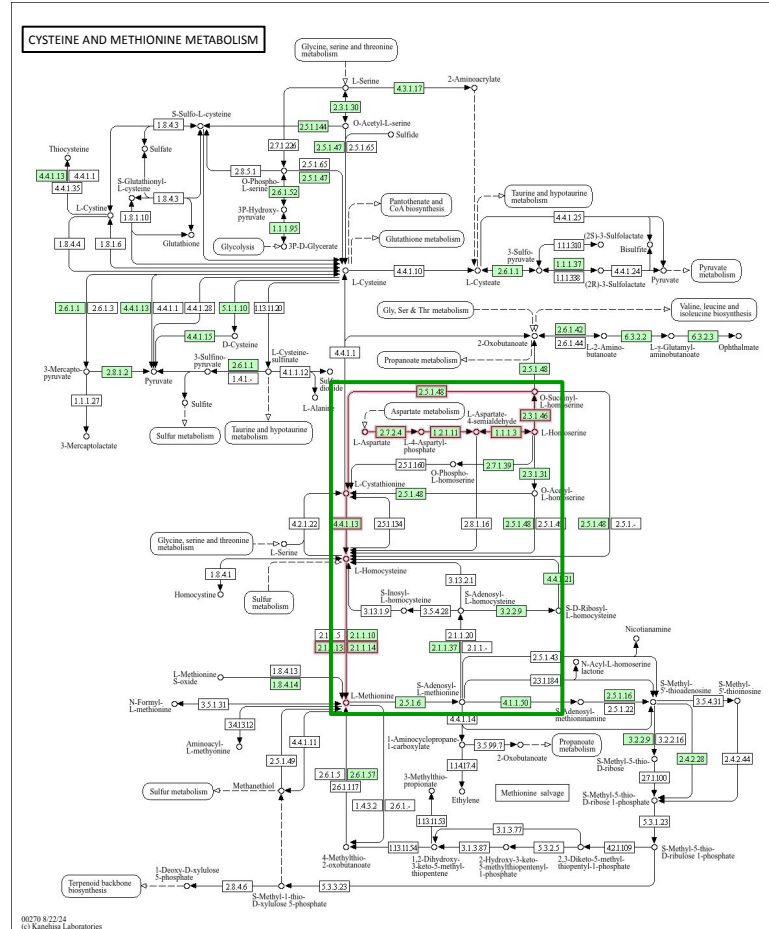 CYSTEINE AND METHIONINE METABOLISM
Glycine, serine and threonine
metabolism
L-Serine
4.3.1.17
2-Aminoacrylate
2.3.1.30
S-Sulfo-L-cysteine
1.8.4.3
2.5.1.144
O-Acetyl-L-serine
Sulfide
Thiocysteine
Sulfate
2.7.1.226
2.5.1.47
2.5.1.65
4.4.1.13
4.4.1.1
4.4.1.35
S-Glutathionyl-
L-cysteine
2.8.5.1
2.5.1.65
2.5.1.47
O-Phospho-
L-serine
2.6.1.52
1.8.4.3
1.8.1.10
L-Cystine
3P-Hydroxy-
pyruvate
1.1.1.95
Pantothenate and
CoA biosynthesis
Taurine and hypotaurine
metabolism
1.8.4.4
1.8.1.6
Glutathione
Glycolysis
3P-D-Glycerate
Glutathione metabolism
4.4.1.25
1.1.1.310
(2S)-3-Sulfolactate
Bisulfite
3-Sulfo-
pyruvate
L-Cysteine
4.4.1.10
L-Cysteate
2.6.1.1
1.1.1.37
1.1.1.338
(2R)-3-Sulfolactate
4.4.1.24
Pyruvate
Pyruvate
metabolism
2.6.1.1
2.6.1.3
4.4.1.13
4.4.1.1
4.4.1.28
5.1.1.10
1.13.11.20
Gly, Ser & Thr metabolism
Valine, leucine and
isoleucine biosynthesis
4.4.1.15
D-Cysteine
2-Oxobutanoate
2.6.1.42
2.6.1.44
L-2-Amino-
butanoate
6.3.2.2
L-γ-Glutamyl-
aminobutanoate
6.3.2.3
Ophthalmate
3-Mercapto-
pyruvate
2.8.1.2
Pyruvate
3-Sulfino-
pyruvate
2.6.1.1
1.4.1.-
L-Cysteine-
sulfinate
4.1.1.12
Sulfur
dioxide
4.4.1.1
Propanoate metabolism
2.5.1.48
1.1.1.27
Sulfite
L-Alanine
3-Mercaptolactate
Sulfur metabolism
Taurine and hypotaurine
metabolism
2.5.1.48
O-Succinyl-
L-homoserine
Aspartate metabolism
L-Aspartate-
4-semialdehyde
2.3.1.46
L-Aspartate
2.7.2.4
L-4-Aspartyl-
phosphate
1.2.1.11
1.1.1.3
L-Homoserine
2.5.1.160
O-Phospho-
L-homoserine
2.7.1.39
2.3.1.31
L-Cystathionine
2.5.1.48
O-Acetyl-
L-homoserine
4.2.1.22
4.4.1.13
2.5.1.134
2.8.1.16
2.5.1.48
2.5.1.49
2.5.1.48
2.5.1.-
Glycine, serine and threonine
metabolism
L-Serine
L-Homocysteine
1.8.4.1
Homocystine
Sulfur
metabolism
3.13.2.1
4.4.1.21
S-Inosyl-
L-homocysteine
S-Adenosyl-
L-homocysteine
3.13.1.9
3.5.4.28
3.2.2.9
S-D-Ribosyl-
L-homocysteine
2.1.1.10
2.1.1.14
2.1.1.20
2.1.1.37
2.1.1.-
Nicotianamine
2.5.1.43
L-Methionine
S-oxide
1.8.4.13
1.8.4.14
S-Adenosyl-
L-methionine
2.3.1.184
N-Acyl-L-homoserine
lactone
N-Formyl-
L-methionine
3.5.1.31
L-Methionine
2.5.1.6
4.1.1.50
S-Adenosyl-
methioninamine
2.5.1.16
2.5.1.22
S-Methyl-
5'-thioadenosine
3.5.4.31
S-Methyl-
5'-thioinosine
3.4.13.12
Aminoacyl-
L-methyonine
4.4.1.11
4.4.1.14
1-Aminocyclopropane-
1-carboxylate
3.5.99.7
2-Oxobutanoate
Propanoate
metabolism
3.2.2.9
3.2.2.16
2.5.1.49
1.14.17.4
S-Methyl-5-thio-
D-ribose
2.4.2.28
2.4.2.44
2.6.1.5
2.6.1.57
2.6.1.117
3-Methylthio-
propionate
2.7.1.100
Sulfur metabolism
Methanethiol
Ethylene
Methionine salvage
S-Methyl-5-thio-
D-ribose 1-phosphate
1.4.3.2
2.6.1.-
1.13.11.53
3.1.3.77
5.3.1.23
4-Methylthio-
2-oxobutanoate
1.13.11.54
1,2-Dihydroxy-
3-keto-5-methyl-
thiopentene
3.1.3.87
2-Hydroxy-3-keto-
5-methylthiopentenyl-
1-phosphate
5.3.2.5
2,3-Diketo-5-methyl-
thiopentyl-1-phosphate
4.2.1.109
S-Methyl-5-thio-
D-ribulose 1-phosphate
Terpenoid backbone
biosynthesis
1-Deoxy-D-xylulose
5-phosphate
2.8.4.6
S-Methyl-1-thio-
D-xylulose 5-phosphate
5.3.3.23
00270 8/22/24
(c) Kanehisa Laboratories